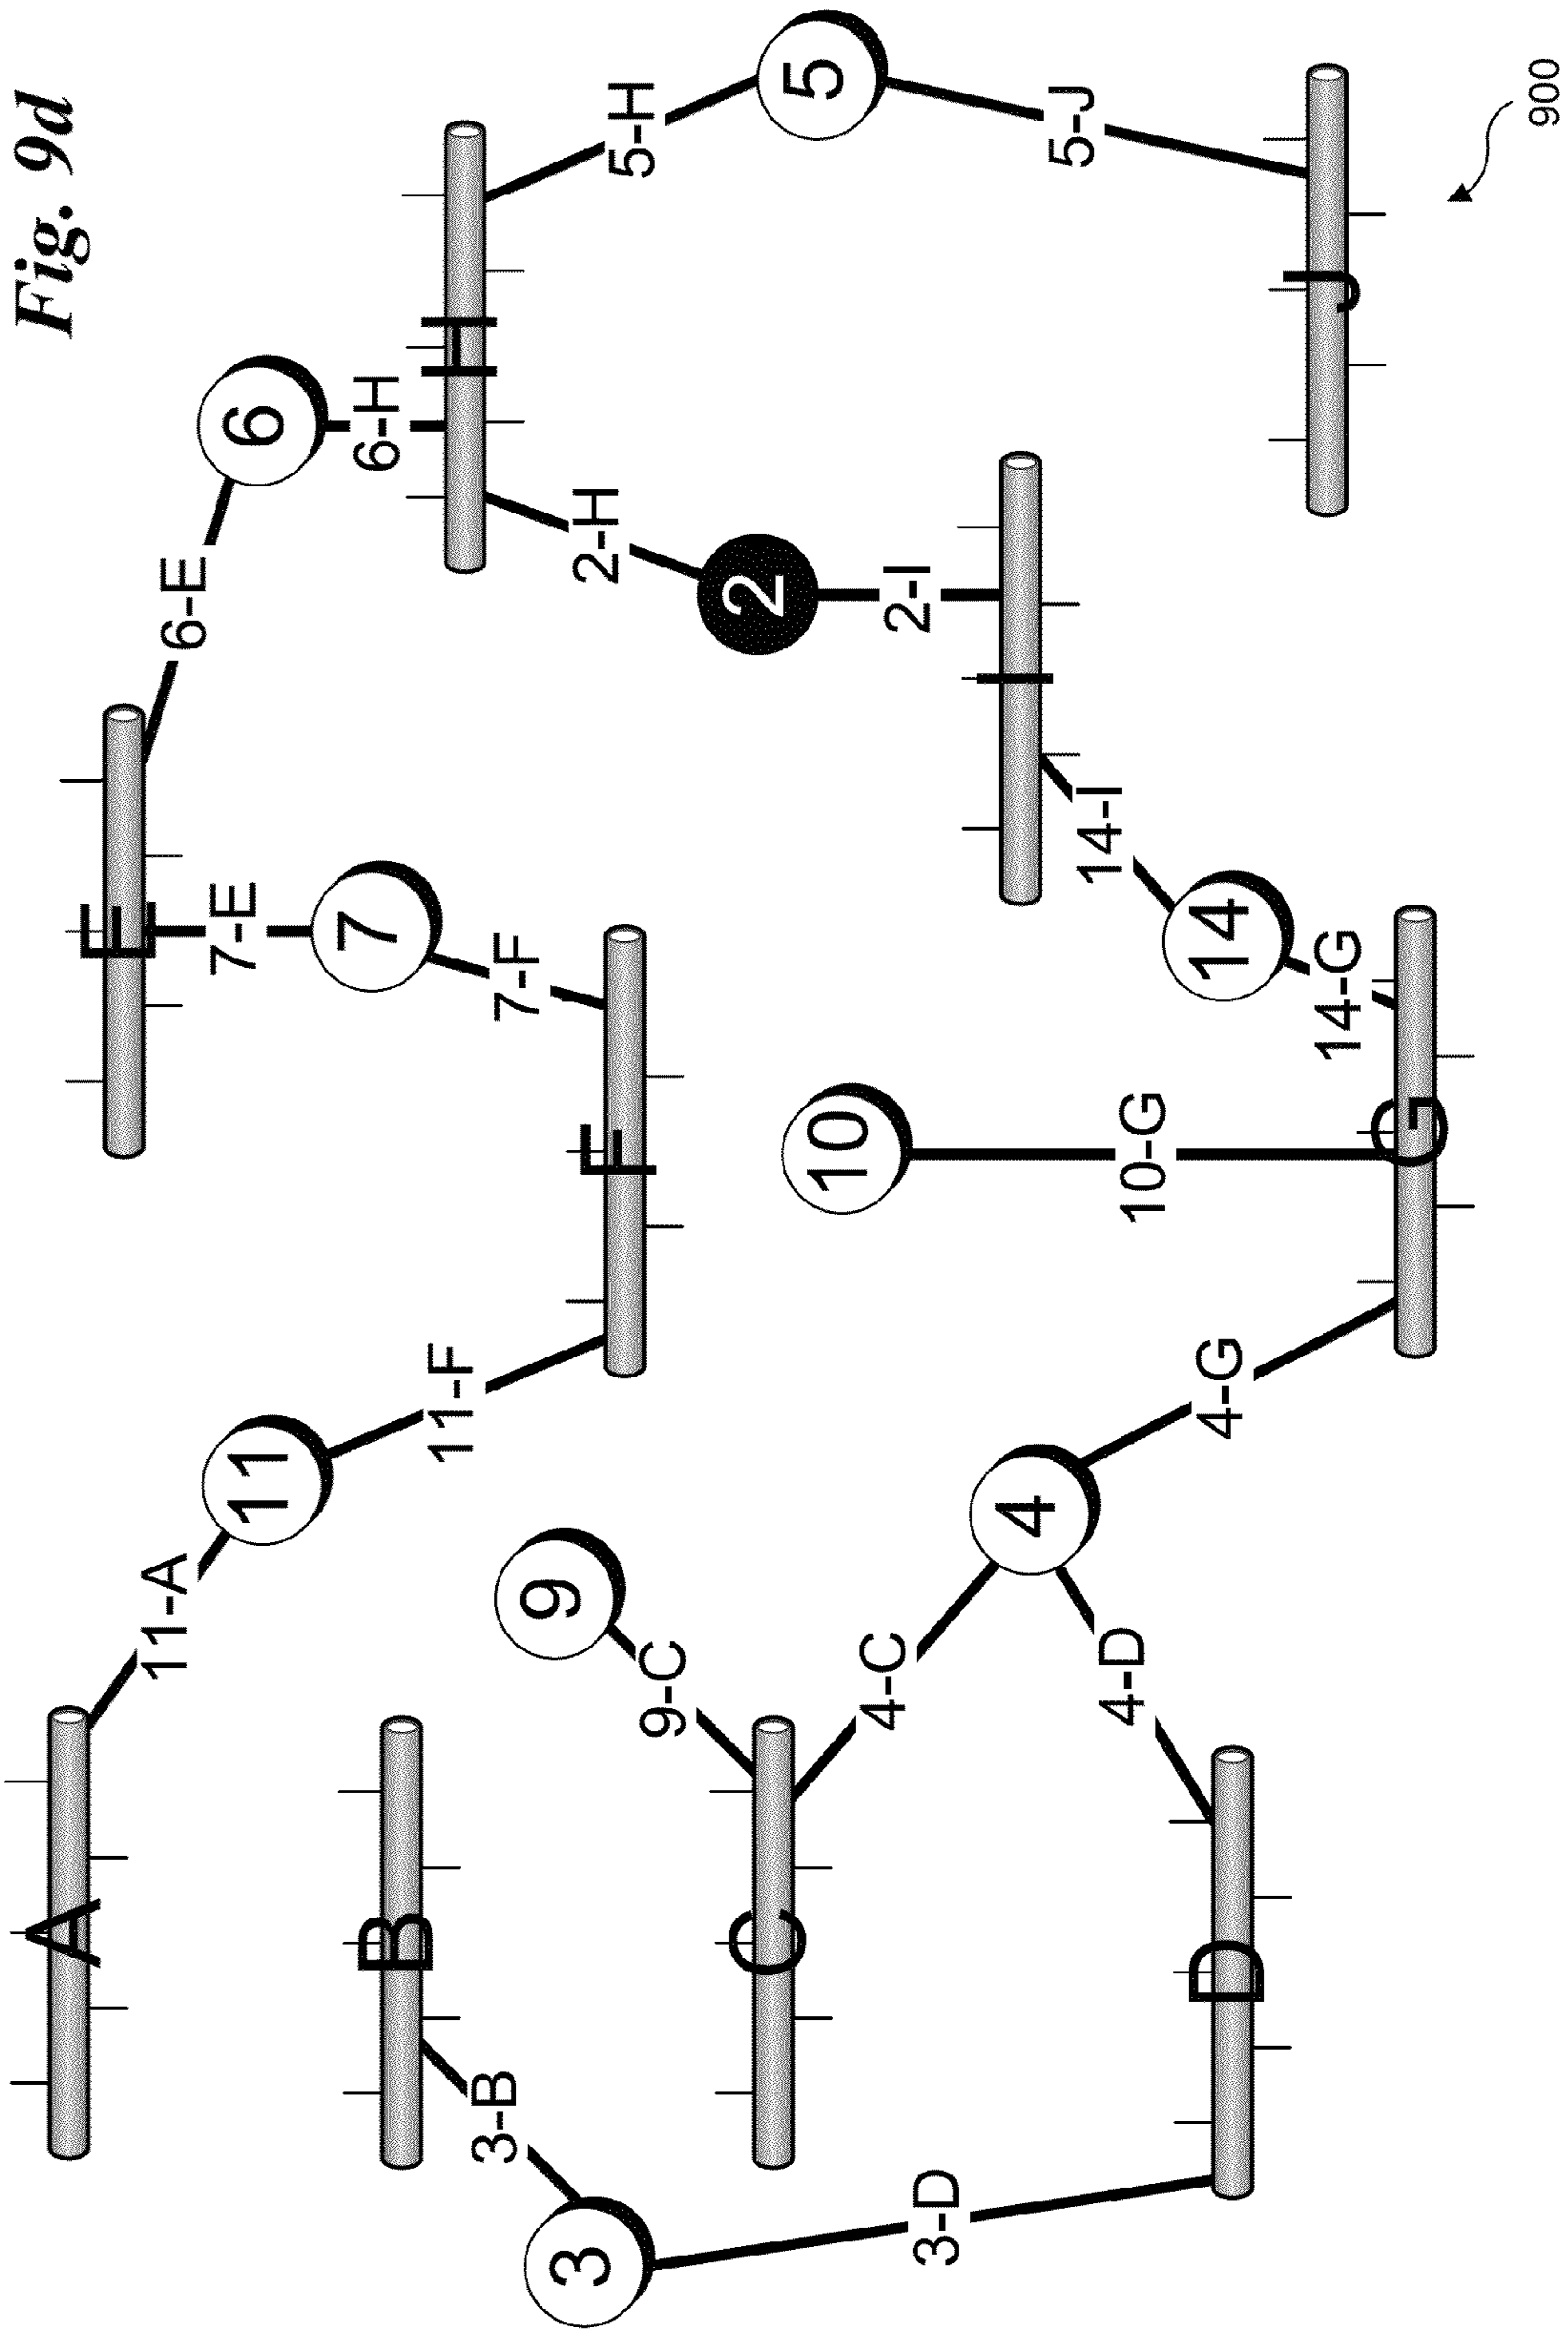 Fig. 9d
A
E
11-A
6-E
7-E
11
6
7
6-H
B
11-F
H
3-B
7-F
9
3
2-H
F
5-H
9-C
2
C
5
10
4-C
2-I
3-D
I
4
5-J
14-I
4-D
10-G
4-G
14
D
J
14-G
G
900